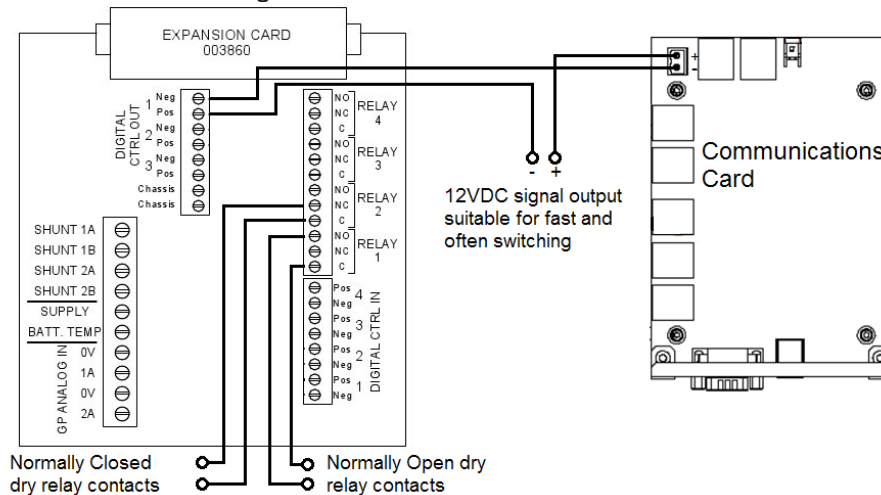 EXPANSION CARD
003860
DIGITAL
CTRL OUT
1
Neg
Pos
2
Neg
Pos
3
Neg
Pos
Chassis
Chassis
NO
NC
C
RELAY
4
NO
NC
C
RELAY
3
NO
NC
C
RELAY
2
NO
NC
C
RELAY
1
SHUNT 1A
SHUNT 1B
SHUNT 2A
SHUNT 2B
SUPPLY
BATT. TEMP
GP ANALOG IN
0V
1A
0V
2A
Pos
Neg
4
Pos
Neg
3
Pos
Neg
2
Pos
Neg
1
DIGITAL CTRL IN
- +
12VDC signal output
suitable for fast and
often switching
+
-
Communications
Card
Normally Closed
dry relay contacts
Normally Open dry
relay contacts